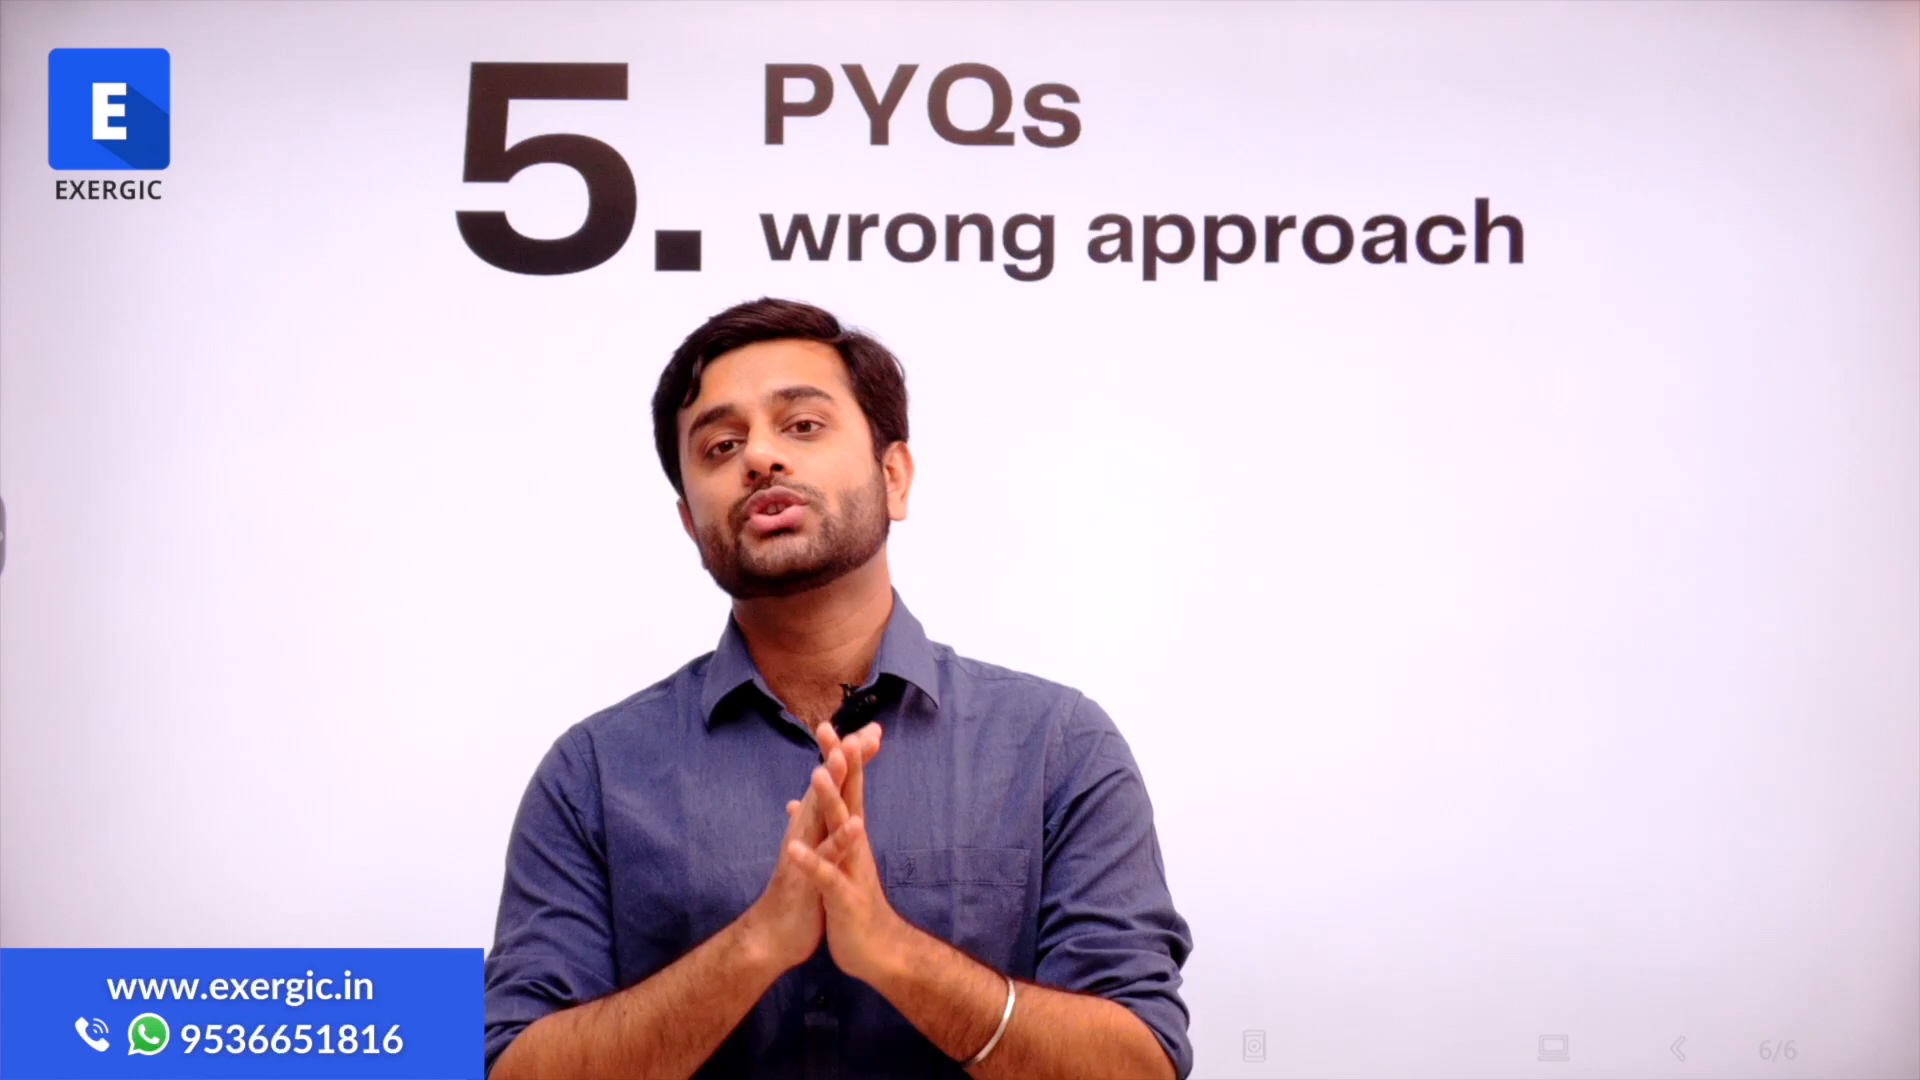 E
EXERGIC
5.
PYQs
wrong approach
www.exergic.in
9536651816
6/6